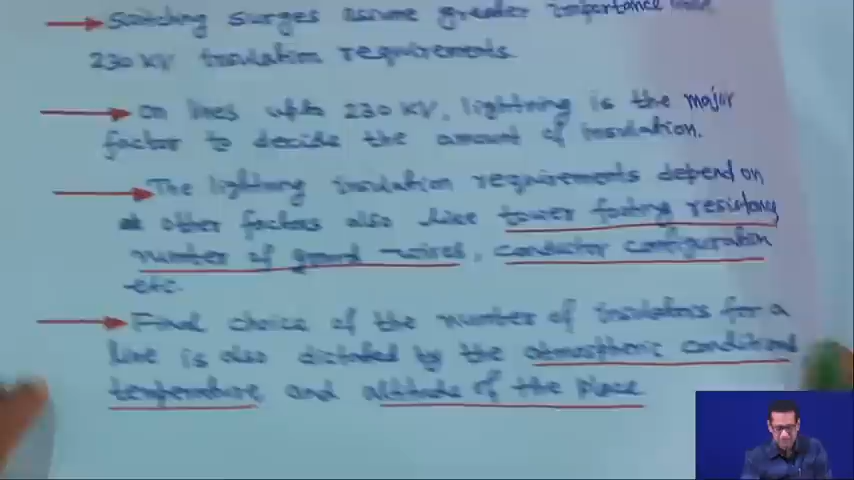 Switching surges assume greater importance
230 KV insulation requirements.
On lines upto 230 KV, lightning is the major
factor to decide the amount of insulation.
The lightning insulation requirements depend on
other factors also like tower footing resistance
number of ground wires, conductor configuration
etc.
Final choice of the number of insulators for a
line is also dictated by the atmospheric conditions
temperature and altitude of the place